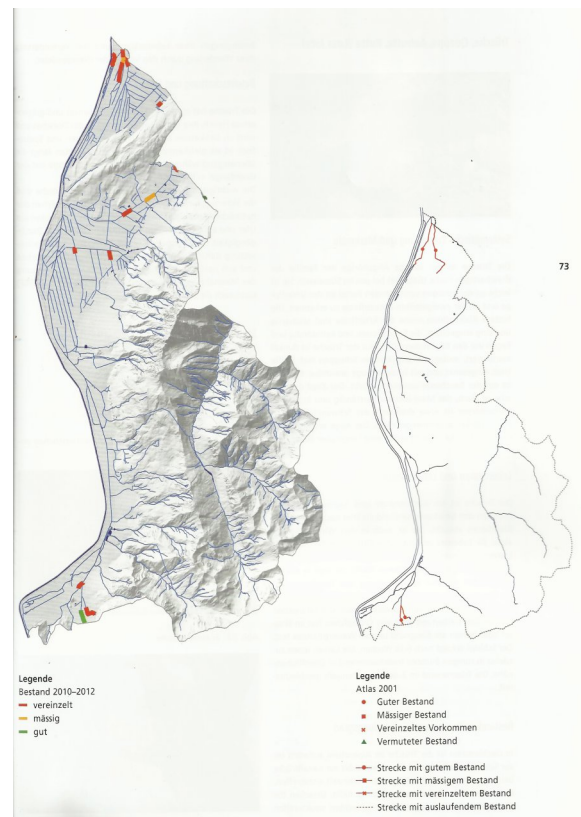 73
Legende
Bestand 2010–2012
vereinzelt
mässig
gut
Legende
Atlas 2001
Guter Bestand
Mässiger Bestand
Vereinzeltes Vorkommen
Vermuteter Bestand
Strecke mit gutem Bestand
Strecke mit mässigem Bestand
Strecke mit vereinzeltem Bestand
Strecke mit auslaufendem Bestand